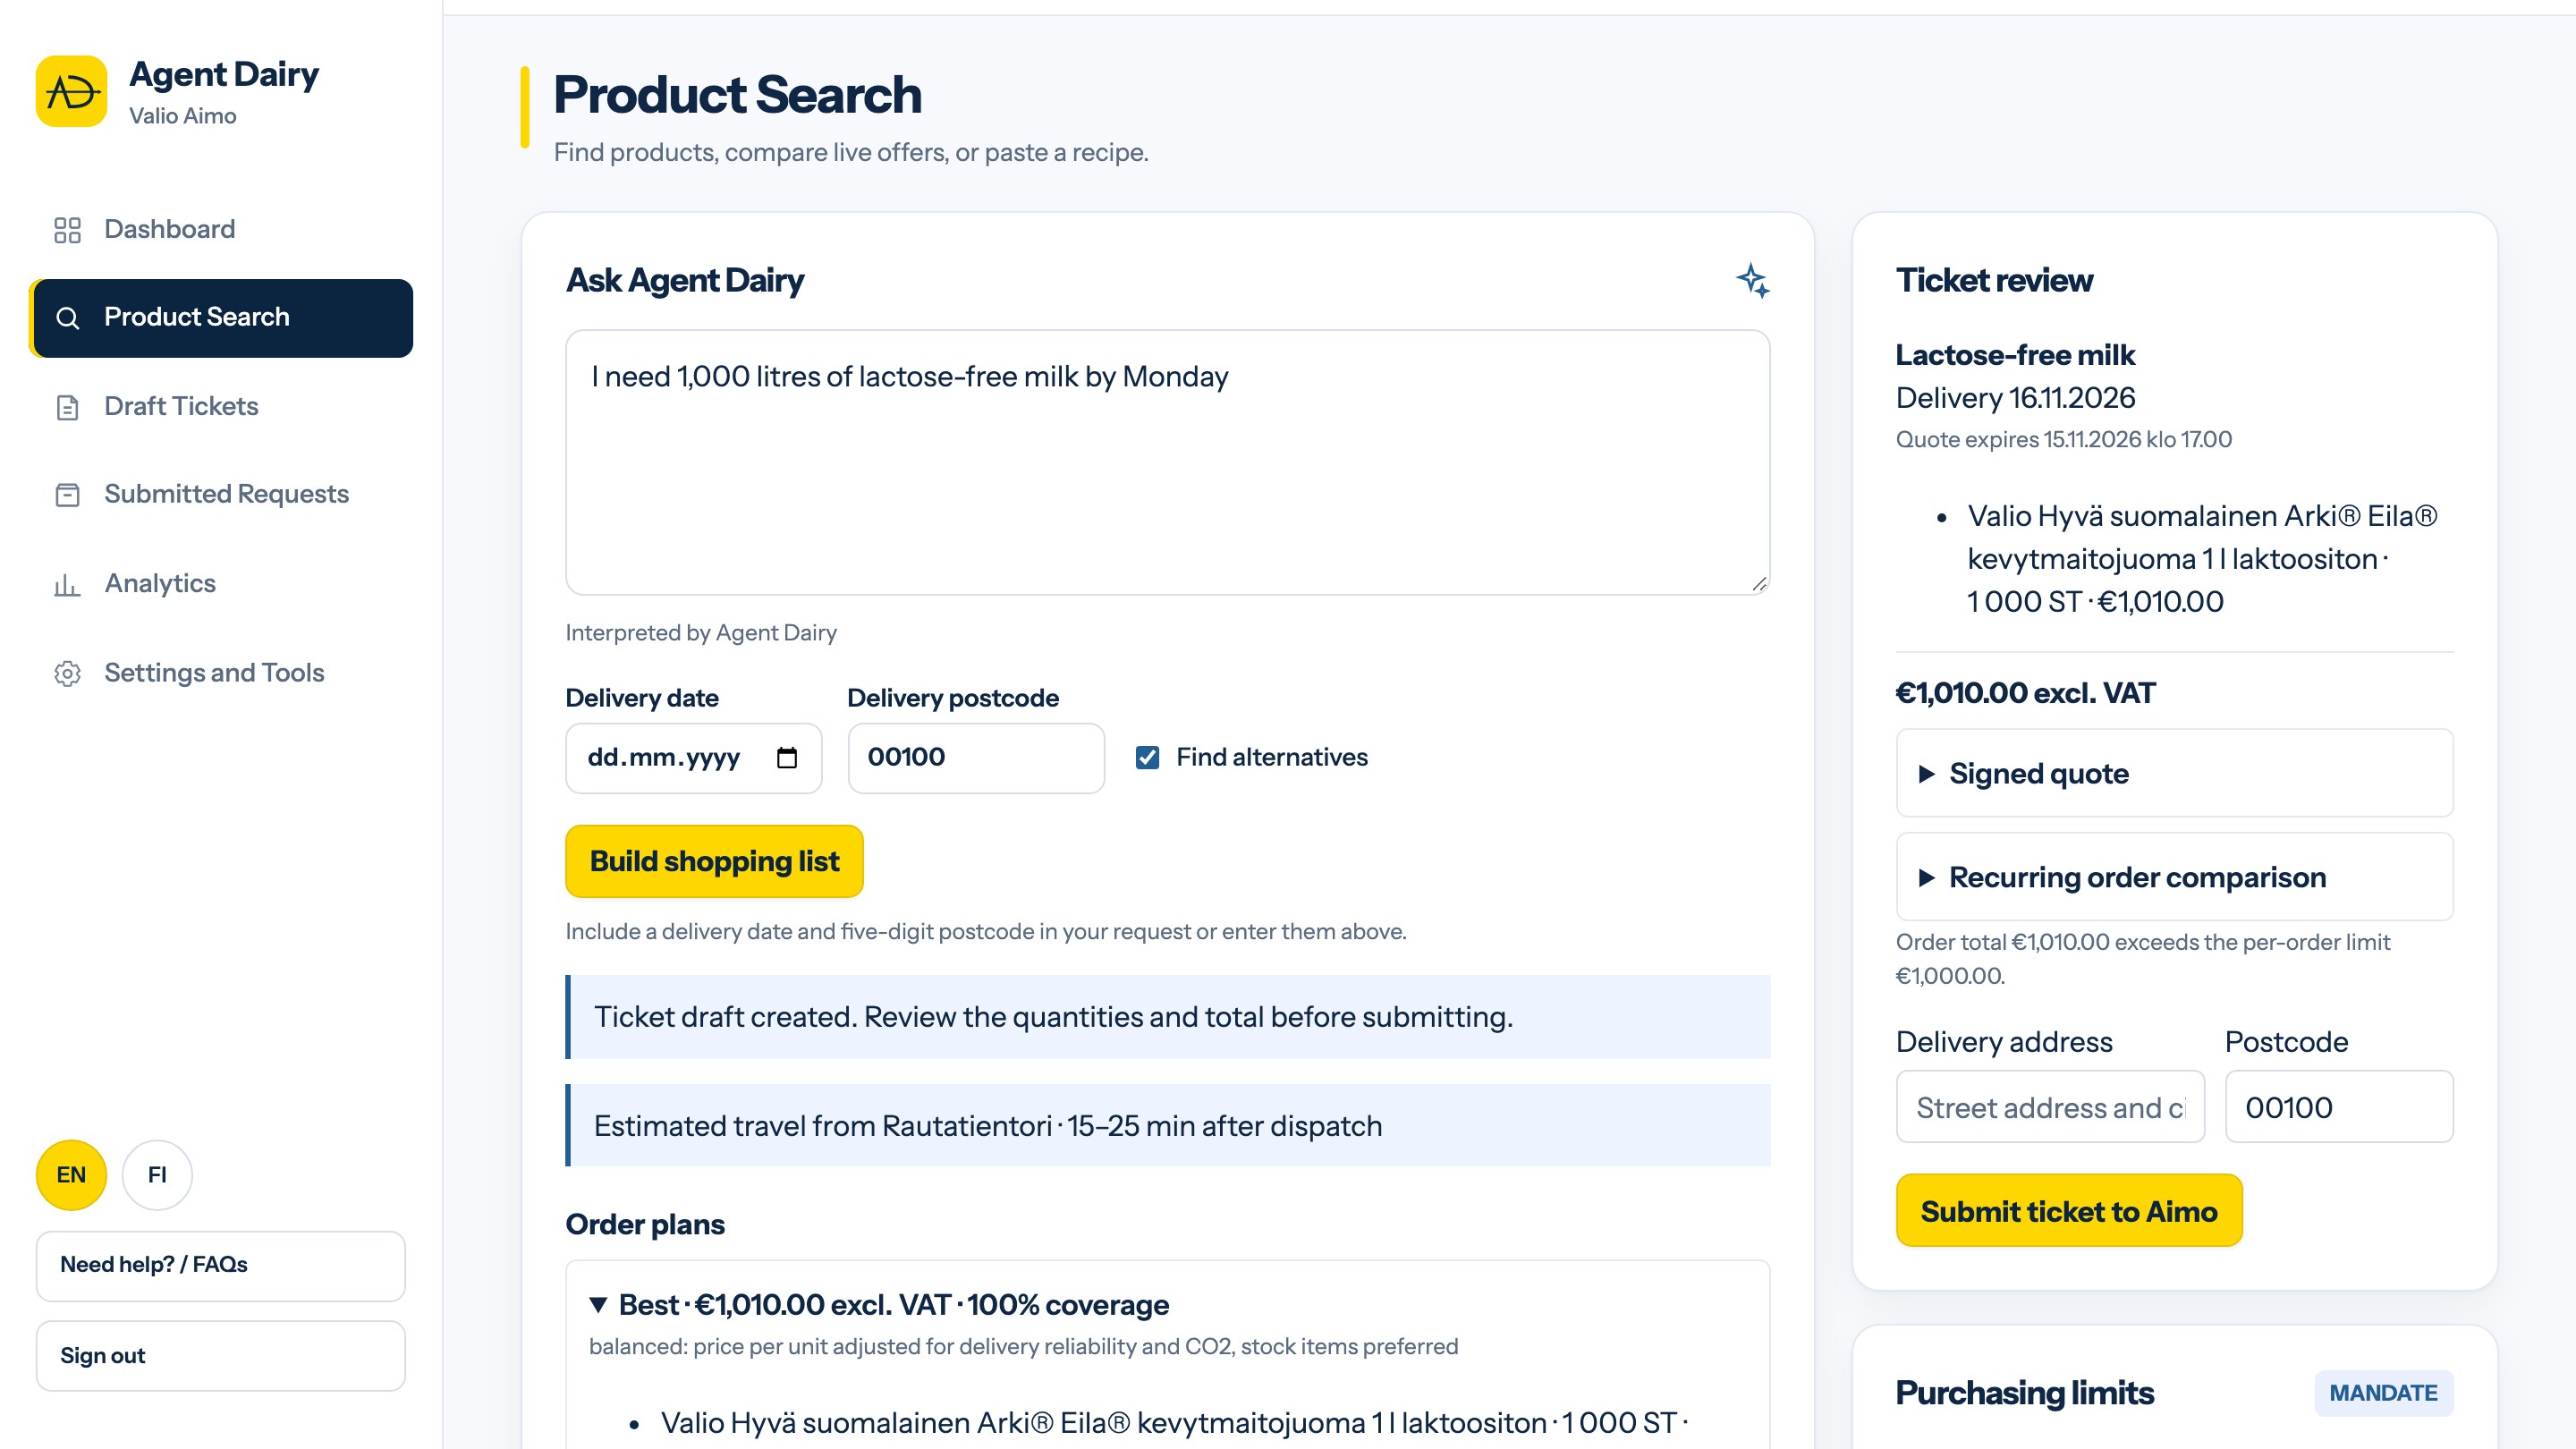 Agent Dairy
Valio Aimo
Dashboard
Product Search
Draft Tickets
Submitted Requests
Analytics
Settings and Tools
EN
FI
Need help? / FAQs
Sign out
Product Search
Find products, compare live offers, or paste a recipe.
Ask Agent Dairy
I need 1,000 litres of lactose-free milk by Monday
Interpreted by Agent Dairy
Delivery date
Delivery postcode
dd.mm.yyyy
00100
Find alternatives
Build shopping list
Include a delivery date and five-digit postcode in your request or enter them above.
Ticket draft created. Review the quantities and total before submitting.
Estimated travel from Rautatientori · 15–25 min after dispatch
Order plans
Best · €1,010.00 excl. VAT · 100% coverage
balanced: price per unit adjusted for delivery reliability and CO2, stock items preferred
• Valio Hyvä suomalainen Arki® Eila® kevytmaitojuoma 1 l laktoositon · 1 000 ST ·
Ticket review
Lactose-free milk
Delivery 16.11.2026
Quote expires 15.11.2026 klo 17.00
• Valio Hyvä suomalainen Arki® Eila®
kevytmaitojuoma 1 l laktoositon ·
1 000 ST · €1,010.00
€1,010.00 excl. VAT
Signed quote
Recurring order comparison
Order total €1,010.00 exceeds the per-order limit
€1,000.00.
Delivery address
Postcode
Street address and ci
00100
Submit ticket to Aimo
Purchasing limits
MANDATE